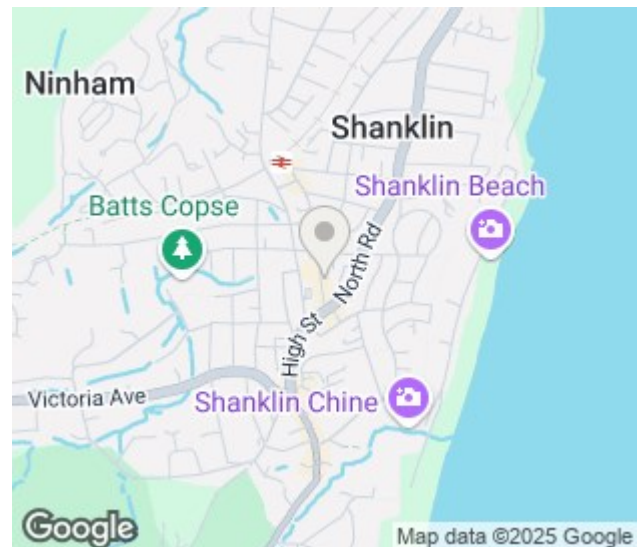 Ninham
Shanklin
Shanklin Beach
Batts Copse
North Rd
High St
Victoria Ave
Shanklin Chine
Google
Map data ©2025 Google